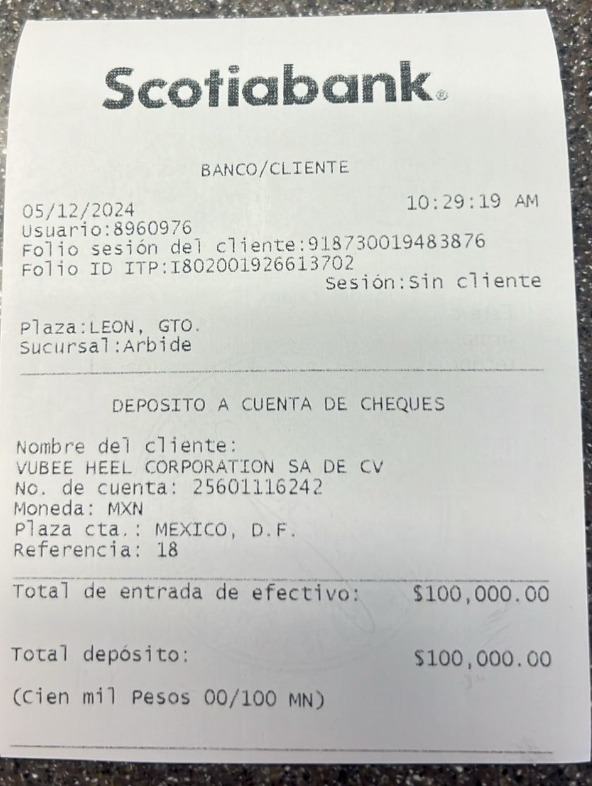 Scotiabank®
BANCO/CLIENTE
05/12/2024 10:29:19 AM
Usuario:8960976
Folio sesión del cliente:918730019483876
Folio ID ITP:I802001926613702
Sesión:Sin cliente
Plaza:LEON, GTO.
Sucursal:Arbide
DEPOSITO A CUENTA DE CHEQUES
Nombre del cliente:
VUBEE HEEL CORPORATION SA DE CV
No. de cuenta: 25601116242
Moneda: MXN
Plaza cta.: MEXICO, D.F.
Referencia: 18
Total de entrada de efectivo: $100,000.00
Total depósito: $100,000.00
(Cien mil Pesos 00/100 MN)